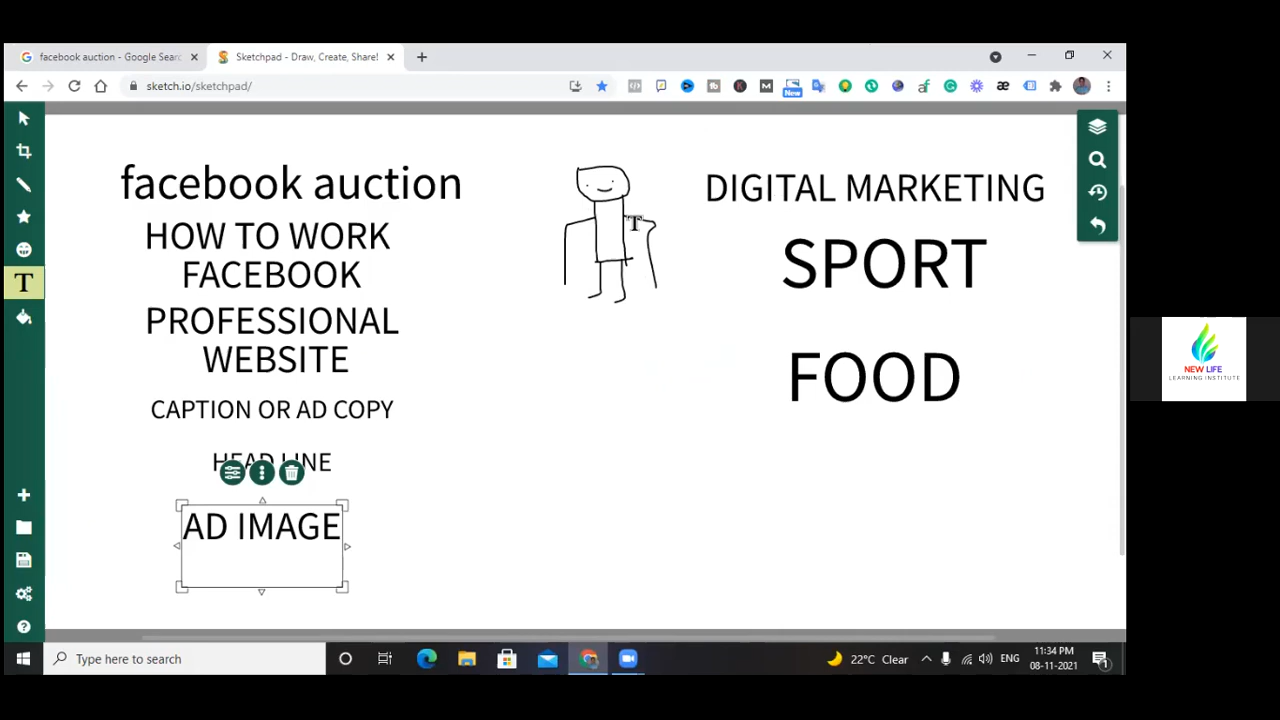 facebook auction - Google Searc
Sketchpad - Draw, Create, Share!
sketch.io/sketchpad/
New
facebook auction
HOW TO WORK
FACEBOOK
PROFESSIONAL
WEBSITE
CAPTION OR AD COPY
HEAD LINE
AD IMAGE
DIGITAL MARKETING
SPORT
FOOD
T
NEW LIFE
LEARNING INSTITUTE
Type here to search
22°C Clear
ENG
11:34 PM
08-11-2021